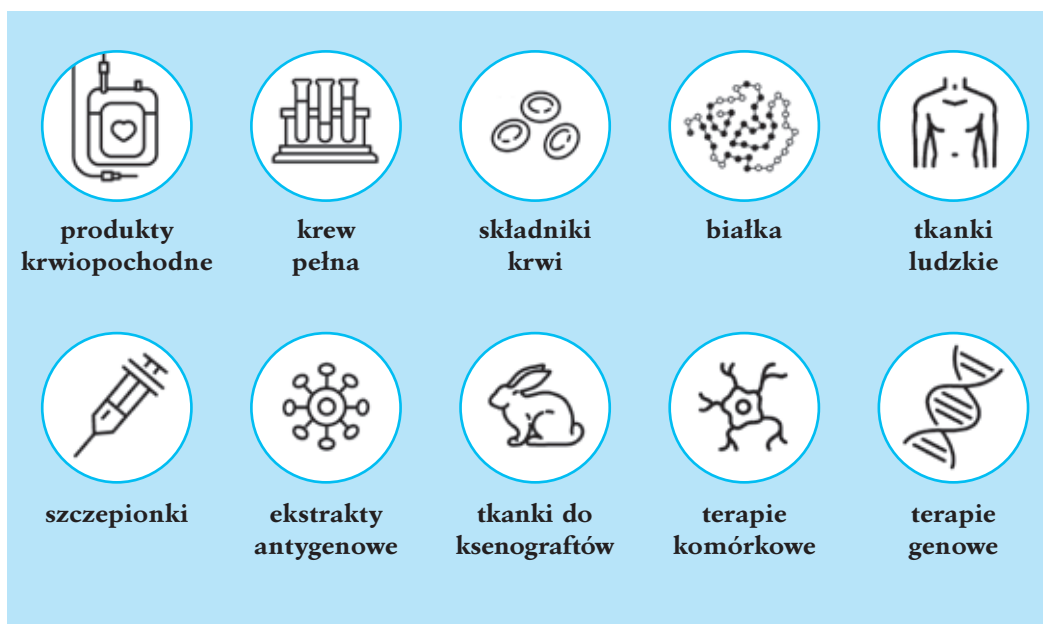 produkty
krwiopochodne
krew
pełna
składniki
krwi
białka
tkanki
ludzkie
szczepionki
ekstrakty
antygenowe
tkanki do
ksenograftów
terapie
komórkowe
terapie
genowe